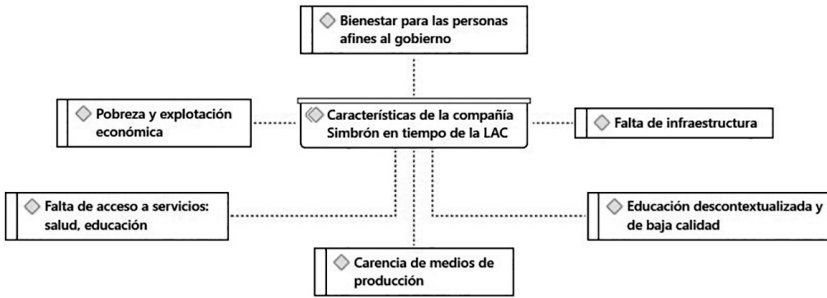 Bienestar para las personas
afines al gobierno
Pobreza y explotación
económica
Características de la compañía
Simbrón en tiempo de la LAC
Falta de infraestructura
Falta de acceso a servicios:
salud, educación
Educación descontextualizada y
de baja calidad
Carencia de medios de
producción